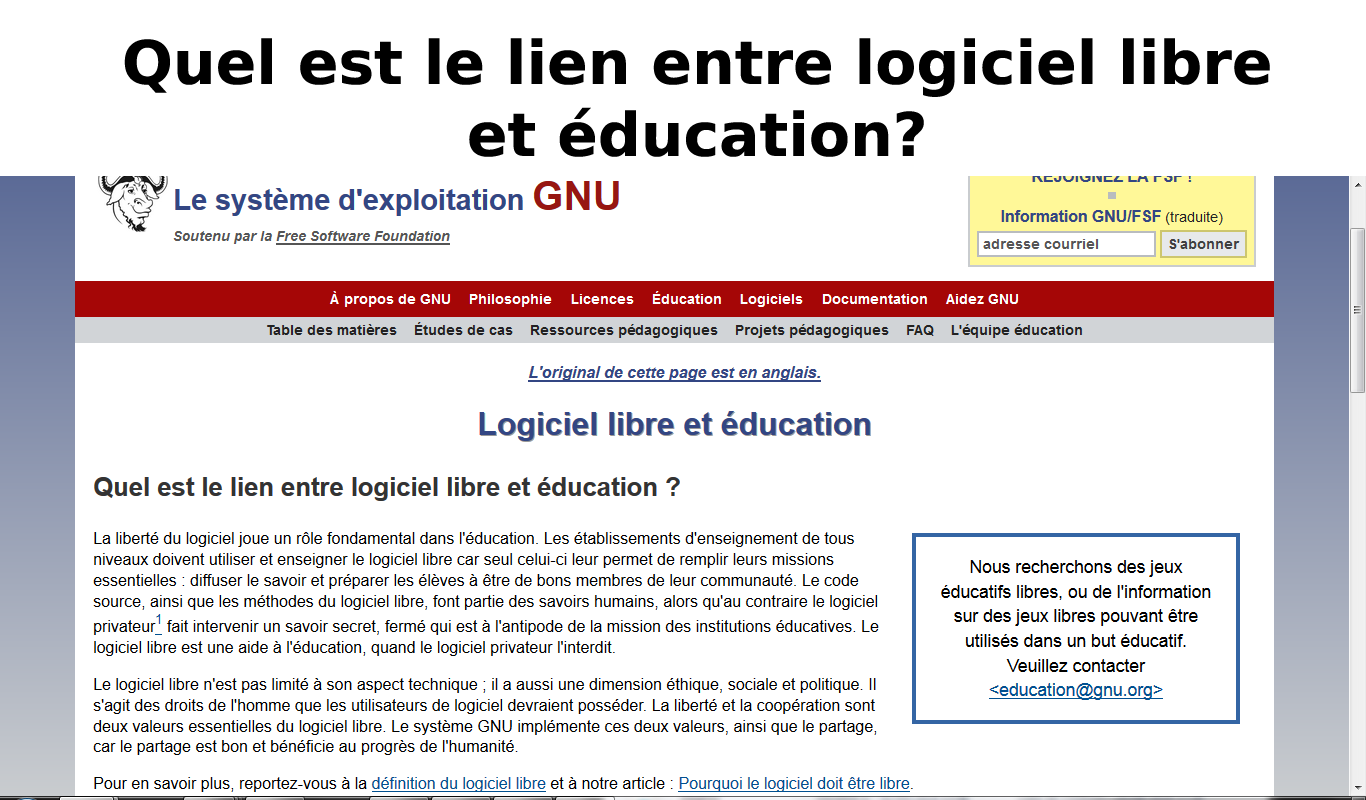 Quel est le lien entre logiciel libre
et éducation?
REJOIGNEZ LA FSF !
Le système d'exploitation GNU
Soutenu par la Free Software Foundation
Information GNU/FSF (traduite)
adresse courriel
S'abonner
À propos de GNU Philosophie Licences Éducation Logiciels Documentation Aidez GNU
Table des matières Études de cas Ressources pédagogiques Projets pédagogiques FAQ L'équipe éducation
L'original de cette page est en anglais.
Logiciel libre et éducation
Quel est le lien entre logiciel libre et éducation ?
La liberté du logiciel joue un rôle fondamental dans l'éducation. Les établissements d'enseignement de tous
niveaux doivent utiliser et enseigner le logiciel libre car seul celui-ci leur permet de remplir leurs missions
essentielles : diffuser le savoir et préparer les élèves à être de bons membres de leur communauté. Le code
source, ainsi que les méthodes du logiciel libre, font partie des savoirs humains, alors qu'au contraire le logiciel
privateur1 fait intervenir un savoir secret, fermé qui est à l'antipode de la mission des institutions éducatives. Le
logiciel libre est une aide à l'éducation, quand le logiciel privateur l'interdit.
Le logiciel libre n'est pas limité à son aspect technique ; il a aussi une dimension éthique, sociale et politique. Il
s'agit des droits de l'homme que les utilisateurs de logiciel devraient posséder. La liberté et la coopération sont
deux valeurs essentielles du logiciel libre. Le système GNU implémente ces deux valeurs, ainsi que le partage,
car le partage est bon et bénéficie au progrès de l'humanité.
Pour en savoir plus, reportez-vous à la définition du logiciel libre et à notre article : Pourquoi le logiciel doit être libre.
Nous recherchons des jeux
éducatifs libres, ou de l'information
sur des jeux libres pouvant être
utilisés dans un but éducatif.
Veuillez contacter
<education@gnu.org>